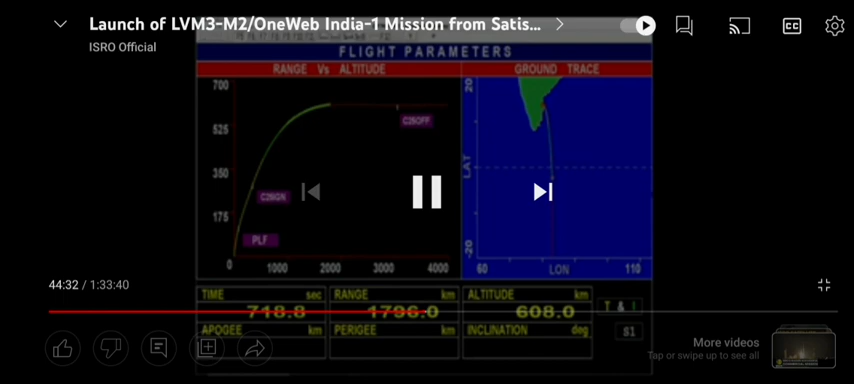 Launch of LVM3-M2/OneWeb India-1 Mission from Satis...
ISRO Official
FLIGHT PARAMETERS
RANGE Vs ALTITUDE
GROUND TRACE
700
525
350
175
0
1000
2000
3000
4000
C25OFF
C25IGN
PLF
20
LAT
-20
60
LON
110
44:32 / 1:33:40
TIME sec
718.8
RANGE km
1796.0
ALTITUDE km
608.0
T & I
APOGEE km
PERIGEE km
INCLINATION deg
S1
More videos
Tap or swipe up to see all
CC